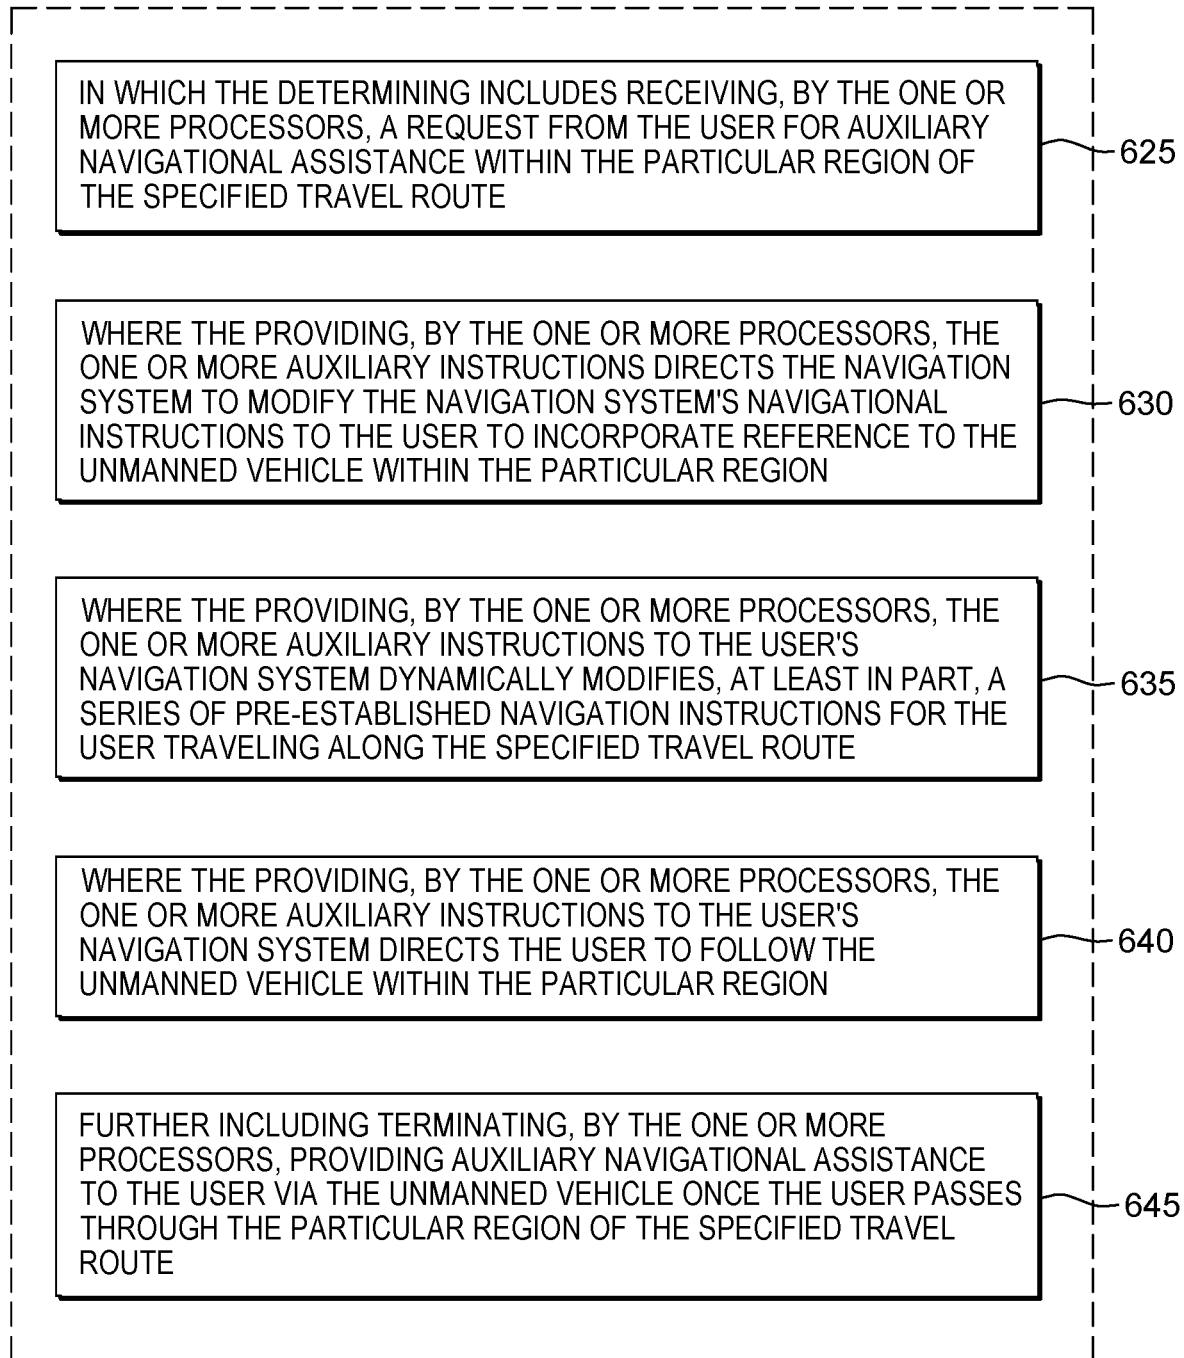 IN WHICH THE DETERMINING INCLUDES RECEIVING, BY THE ONE OR
MORE PROCESSORS, A REQUEST FROM THE USER FOR AUXILIARY
NAVIGATIONAL ASSISTANCE WITHIN THE PARTICULAR REGION OF
THE SPECIFIED TRAVEL ROUTE
625
WHERE THE PROVIDING, BY THE ONE OR MORE PROCESSORS, THE
ONE OR MORE AUXILIARY INSTRUCTIONS DIRECTS THE NAVIGATION
SYSTEM TO MODIFY THE NAVIGATION SYSTEM'S NAVIGATIONAL
INSTRUCTIONS TO THE USER TO INCORPORATE REFERENCE TO THE
UNMANNED VEHICLE WITHIN THE PARTICULAR REGION
630
WHERE THE PROVIDING, BY THE ONE OR MORE PROCESSORS, THE
ONE OR MORE AUXILIARY INSTRUCTIONS TO THE USER'S
NAVIGATION SYSTEM DYNAMICALLY MODIFIES, AT LEAST IN PART, A
SERIES OF PRE-ESTABLISHED NAVIGATION INSTRUCTIONS FOR THE
USER TRAVELING ALONG THE SPECIFIED TRAVEL ROUTE
635
WHERE THE PROVIDING, BY THE ONE OR MORE PROCESSORS, THE
ONE OR MORE AUXILIARY INSTRUCTIONS TO THE USER'S
NAVIGATION SYSTEM DIRECTS THE USER TO FOLLOW THE
UNMANNED VEHICLE WITHIN THE PARTICULAR REGION
640
FURTHER INCLUDING TERMINATING, BY THE ONE OR MORE
PROCESSORS, PROVIDING AUXILIARY NAVIGATIONAL ASSISTANCE
TO THE USER VIA THE UNMANNED VEHICLE ONCE THE USER PASSES
THROUGH THE PARTICULAR REGION OF THE SPECIFIED TRAVEL
ROUTE
645